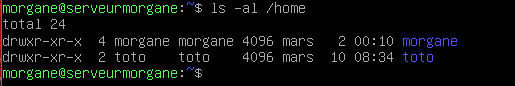 morgane@serveurmorgane:~$ ls -al /home
total 24
drwxr-xr-x  4 morgane morgane 4096 mars   2 00:10 morgane
drwxr-xr-x  2 toto    toto    4096 mars  10 08:34 toto
morgane@serveurmorgane:~$